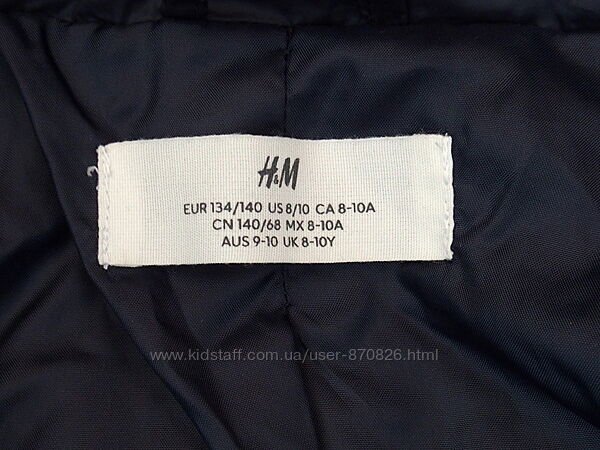 H&M
EUR 134/140 US 8/10 CA 8-10A
CN 140/68 MX 8-10A
AUS 9-10 UK 8-10Y
www.kidstaff.com.ua/user-870826.html